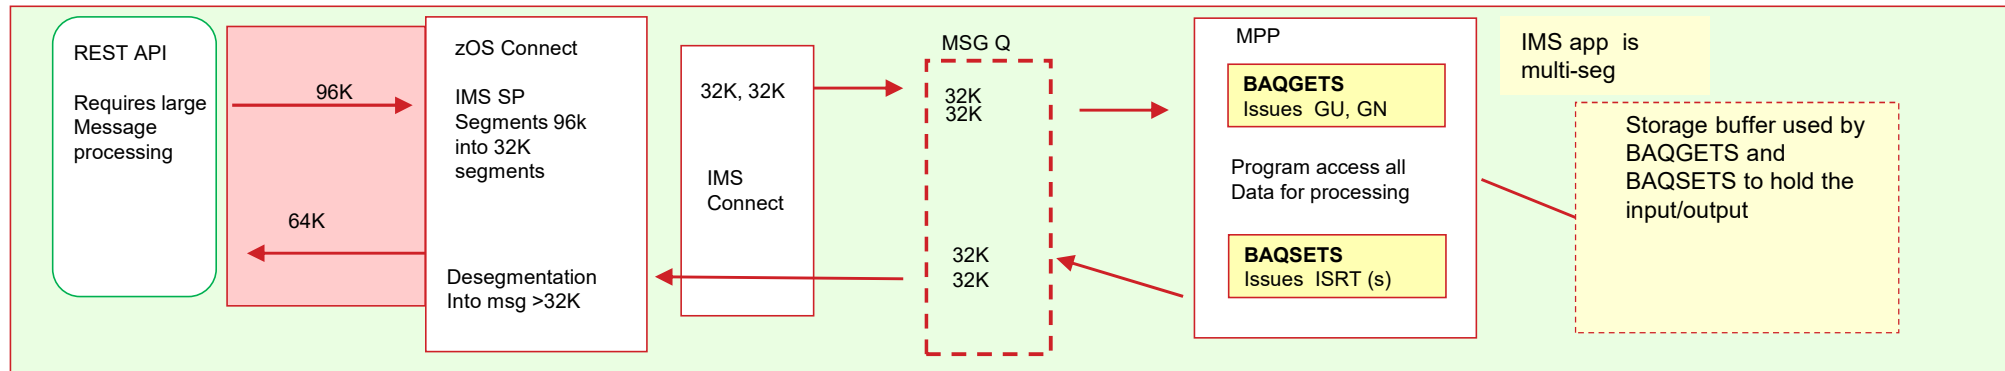 REST API
Requires large
Message
processing
96K
64K
zOS Connect
IMS SP
Segments 96k
into 32K
segments
Desegmentation
Into msg >32K
32K, 32K
IMS
Connect
MSG Q
32K
32K
32K
32K
MPP
BAQGETS
Issues GU, GN
Program access all
Data for processing
BAQSETS
Issues ISRT (s)
IMS app is
multi-seg
Storage buffer used by
BAQGETS and
BAQSETS to hold the
input/output